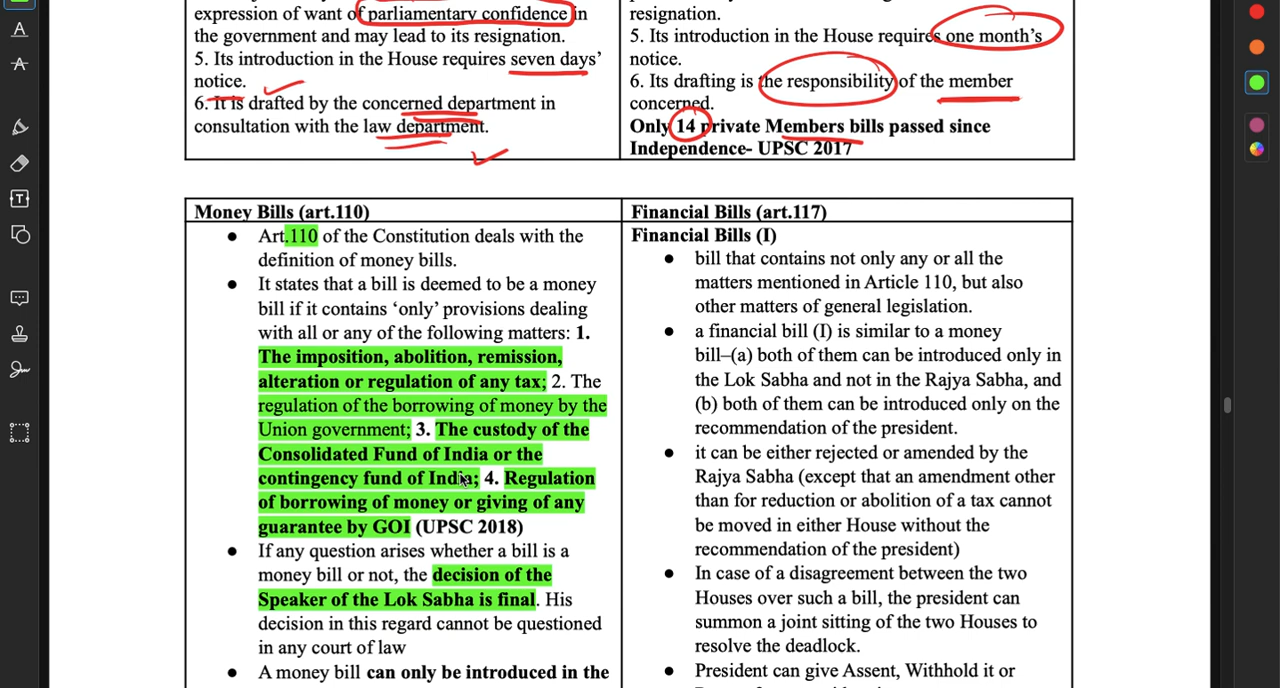 expression of want of parliamentary confidence in
the government and may lead to its resignation.
5. Its introduction in the House requires seven days’
notice.
6. It is drafted by the concerned department in
consultation with the law department.
resignation.
5. Its introduction in the House requires one month’s
notice.
6. Its drafting is the responsibility of the member
concerned.
Only 14 private Members bills passed since
Independence- UPSC 2017
Money Bills (art.110)
● Art.110 of the Constitution deals with the
definition of money bills.
● It states that a bill is deemed to be a money
bill if it contains ‘only’ provisions dealing
with all or any of the following matters: 1.
The imposition, abolition, remission,
alteration or regulation of any tax; 2. The
regulation of the borrowing of money by the
Union government; 3. The custody of the
Consolidated Fund of India or the
contingency fund of India; 4. Regulation
of borrowing of money or giving of any
guarantee by GOI (UPSC 2018)
● If any question arises whether a bill is a
money bill or not, the decision of the
Speaker of the Lok Sabha is final. His
decision in this regard cannot be questioned
in any court of law
● A money bill can only be introduced in the
Financial Bills (art.117)
Financial Bills (I)
● bill that contains not only any or all the
matters mentioned in Article 110, but also
other matters of general legislation.
● a financial bill (I) is similar to a money
bill–(a) both of them can be introduced only in
the Lok Sabha and not in the Rajya Sabha, and
(b) both of them can be introduced only on the
recommendation of the president.
● it can be either rejected or amended by the
Rajya Sabha (except that an amendment other
than for reduction or abolition of a tax cannot
be moved in either House without the
recommendation of the president)
● In case of a disagreement between the two
Houses over such a bill, the president can
summon a joint sitting of the two Houses to
resolve the deadlock.
● President can give Assent, Withhold it or